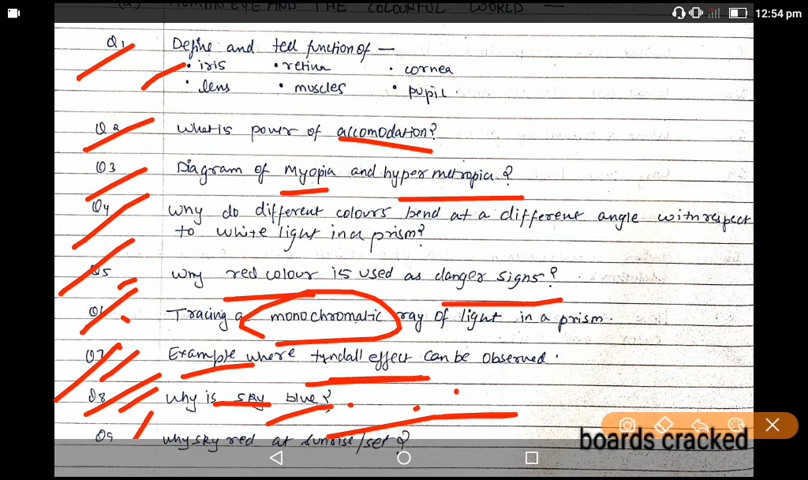 12:54 pm
HUMAN EYE AND THE COLOURFUL WORLD —
Q1 Define and tell function of —
• iris • retina • cornea
• lens • muscles • pupil
Q2 What is power of accomodation?
Q3 Diagram of Myopia and hypermetropia?
Q4 Why do different colours bend at a different angle with respect
to white light in a prism?
Q5 Why red colour is used as danger signs?
Q6 Tracing a monochromatic ray of light in a prism.
Q7 Example where tyndall effect can be observed.
Q8 Why is sky blue?
Q9 Why sky red at sunrise/set?
boards cracked